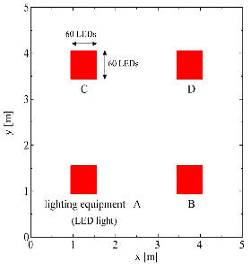 5
60 LEDs
4
60 LEDs
C
D
3
y [m]
2
1
lighting equipment A
B
(LED light)
0
0 1 2 3 4 5
x [m]